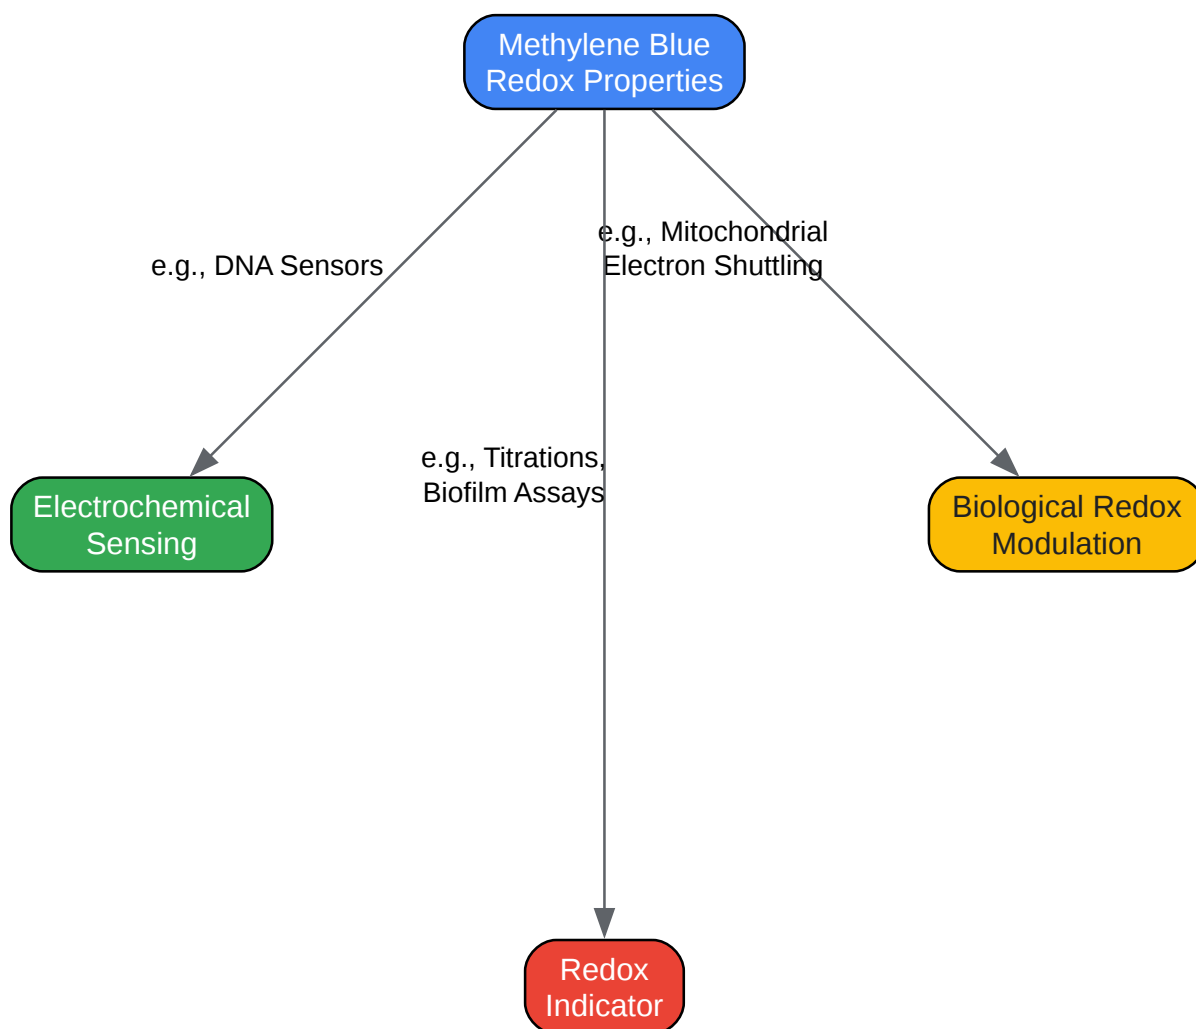 Methylene Blue
Redox Properties
e.g., DNA Sensors
e.g., Mitochondrial
Electron Shuttling
e.g., Titrations,
Biofilm Assays
Electrochemical
Sensing
Biological Redox
Modulation
Redox
Indicator